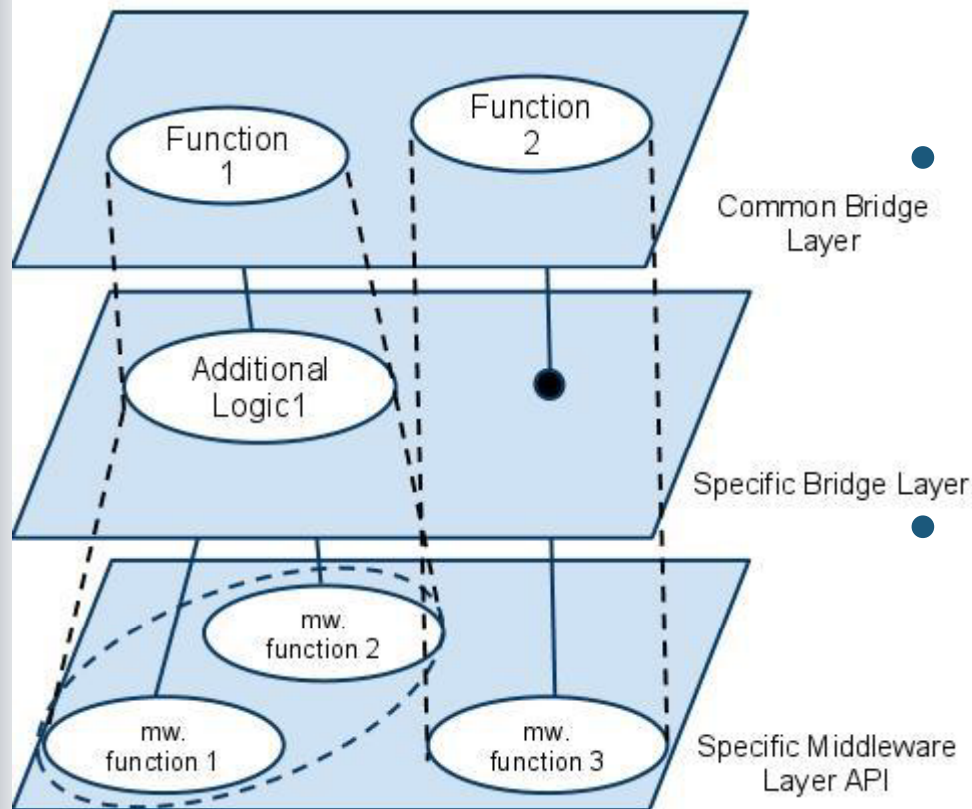 Function
1
Function
2
Common Bridge
Layer
Additional
Logic1
Specific Bridge Layer
mw.
function 2
mw.
function 1
mw.
function 3
Specific Middleware
Layer API